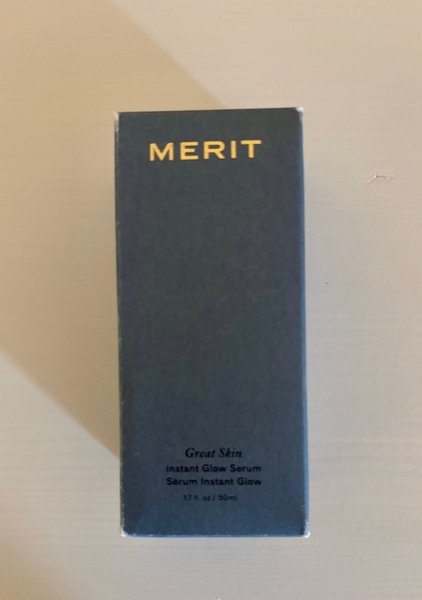 MERIT
Great Skin
Instant Glow Serum
Sérum Instant Glow
1.7 fl. oz / 50ml